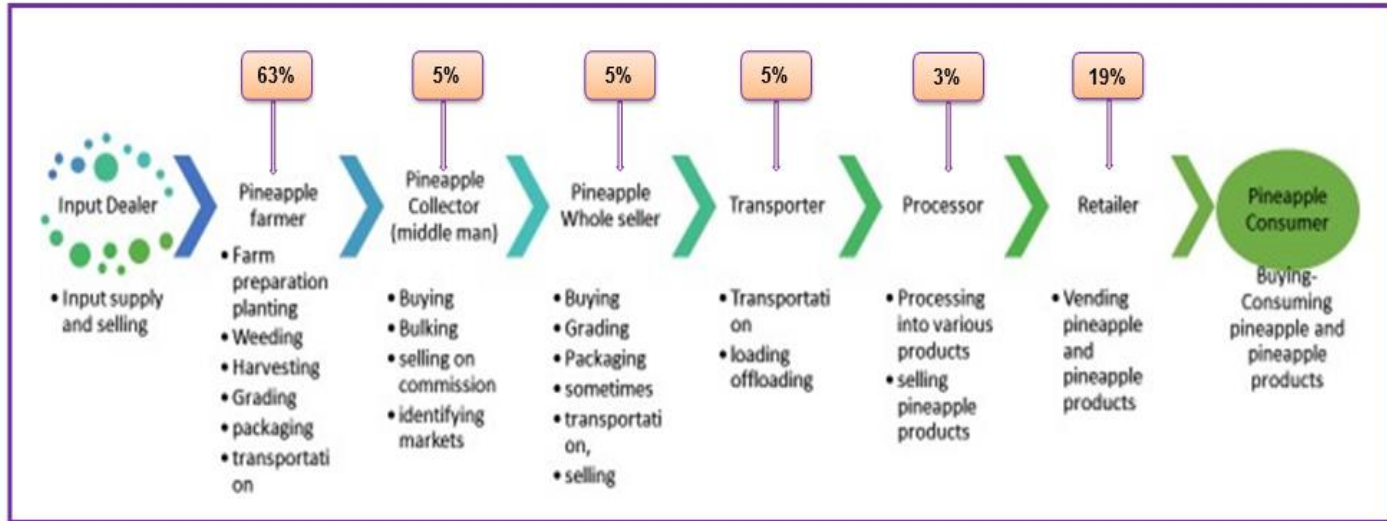 63%
5%
5%
5%
3%
19%
Input Dealer
• Input supply
and selling
Pineapple
farmer
• Farm
preparation
planting
• Weeding
• Harvesting
• Grading
• packaging
• transportati
on
Pineapple
Collector
(middle man)
• Buying
• Bulking
• selling on
commission
• identifying
markets
Pineapple
Whole seller
• Buying
• Grading
• Packaging
• sometimes
• transportati
on,
• selling
Transporter
• Transportati
on
• loading
offloading
Processor
• Processing
into various
products
• selling
pineapple
products
Retailer
• Vending
pineapple
and
pineapple
products
Pineapple
Consumer
Buying-
Consuming
pineapple and
pineapple
products